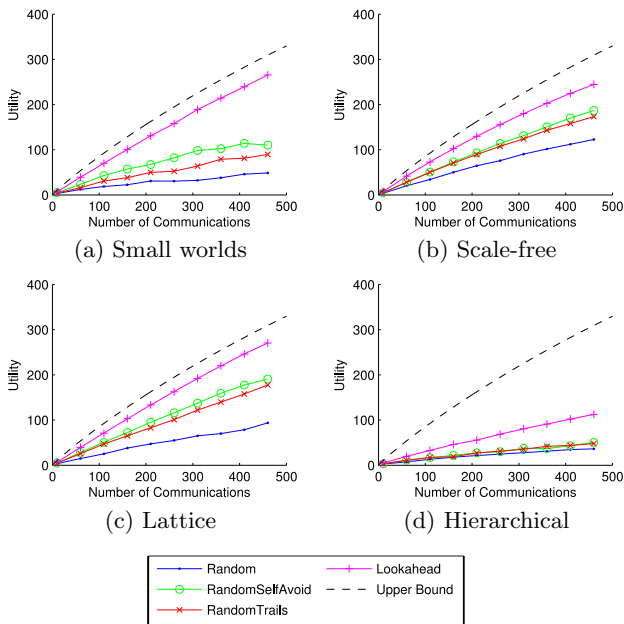 400
300
200
100
0
Utility
0 100 200 300 400 500
Number of Communications
(a) Small worlds
400
300
200
100
0
Utility
0 100 200 300 400 500
Number of Communications
(b) Scale-free
400
300
200
100
0
Utility
0 100 200 300 400 500
Number of Communications
(c) Lattice
400
300
200
100
0
Utility
0 100 200 300 400 500
Number of Communications
(d) Hierarchical
Random
RandomSelfAvoid
RandomTrails
Lookahead
Upper Bound